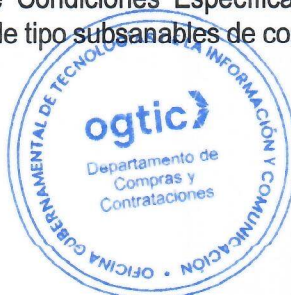 Condiciones Específica
de tipo subsanables de co
OFICINA GUBERNAMENTAL DE TECNOLOGÍAS DE LA INFORMACIÓN Y COMUNICACIÓN
ogtic
Departamento de
Compras y
Contrataciones